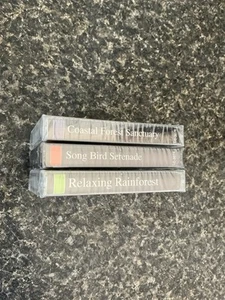 Coastal Forest Sanctuary
Song Bird Serenade
Relaxing Rainforest